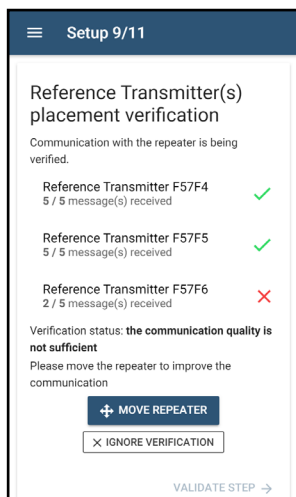 Setup 9/11
Reference Transmitter(s)
placement verification
Communication with the repeater is being
verified.
Reference Transmitter F57F4
5 / 5 message(s) received
Reference Transmitter F57F5
5 / 5 message(s) received
Reference Transmitter F57F6
2 / 5 message(s) received
Verification status: the communication quality is
not sufficient
Please move the repeater to improve the
communication
MOVE REPEATER
IGNORE VERIFICATION
VALIDATE STEP